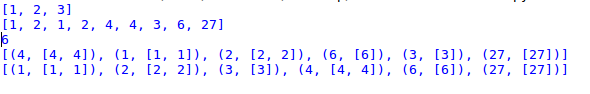 [1, 2, 3]
[1, 2, 1, 2, 4, 4, 3, 6, 27]
6
[(4, [4, 4]), (1, [1, 1]), (2, [2, 2]), (6, [6]), (3, [3]), (27, [27])]
[(1, [1, 1]), (2, [2, 2]), (3, [3]), (4, [4, 4]), (6, [6]), (27, [27])]